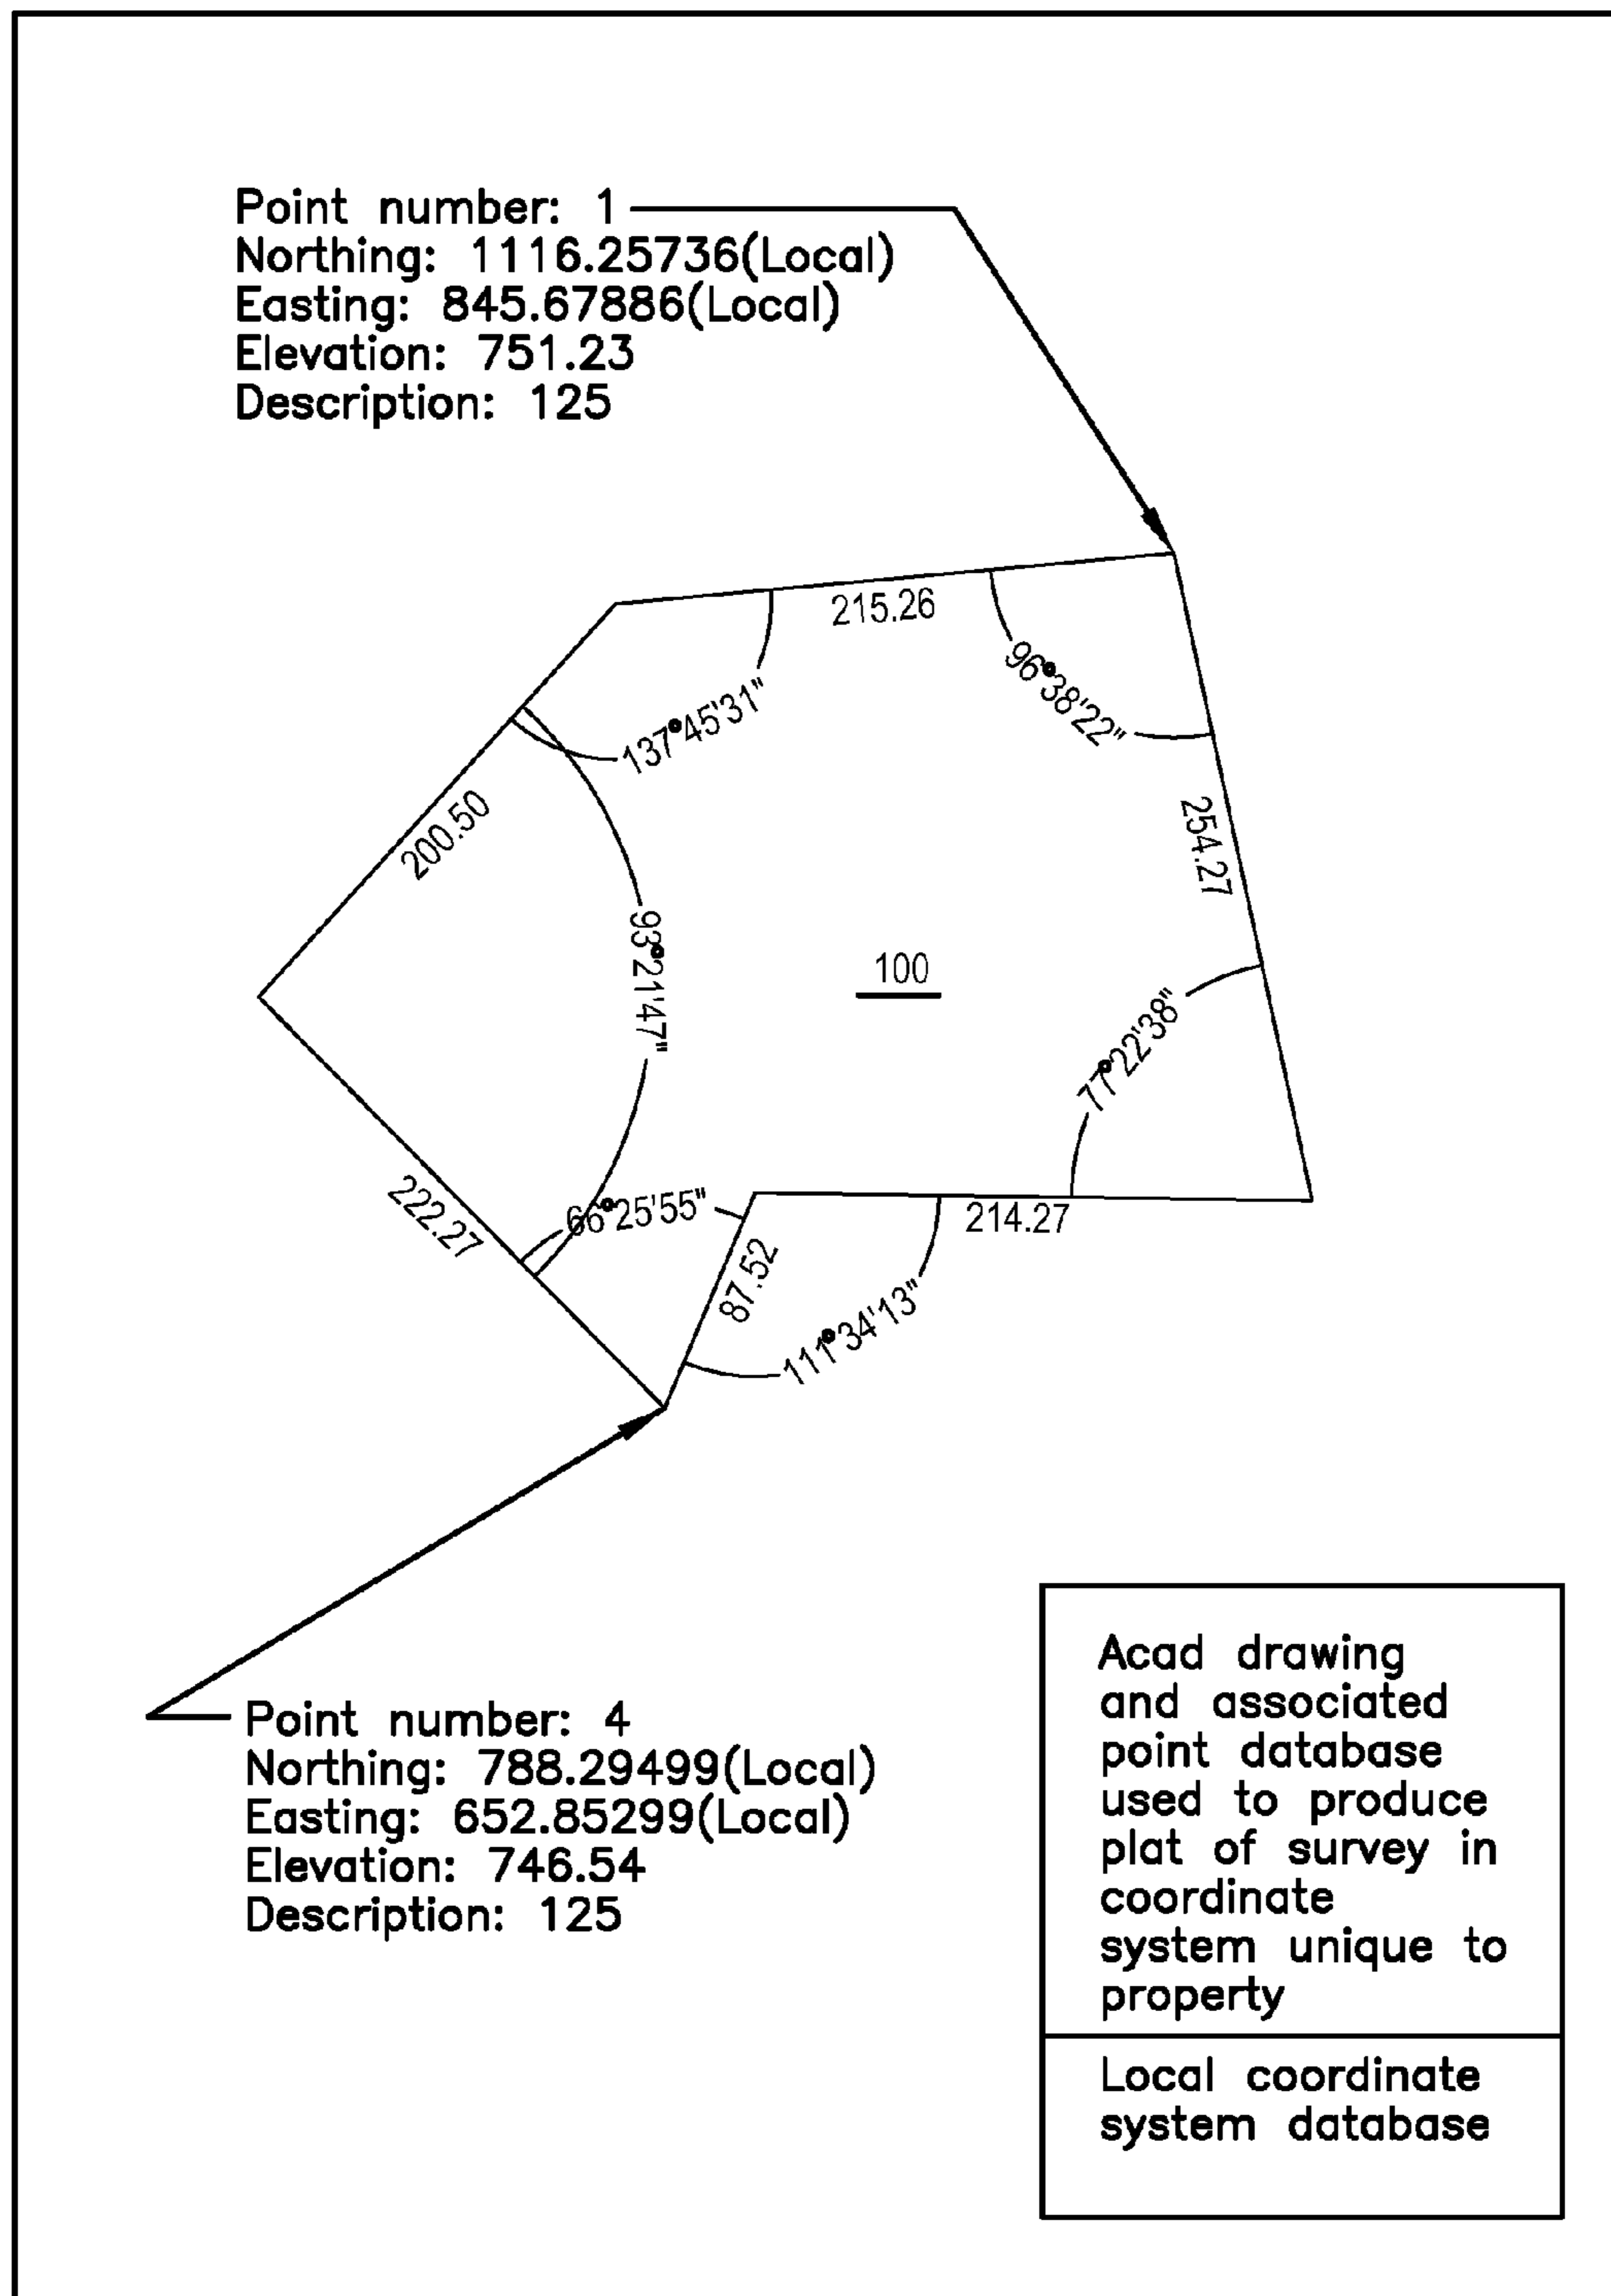 Point number: 1
Northing: 1116.25736(Local)
Easting: 845.67886(Local)
Elevation: 751.23
Description: 125
215.26
96°38'22"
137°45'31"
200.50
254.27
93°21'47"
100
77°22'38"
222.27
66°25'55"
214.27
87.52
111°34'13"
Point number: 4
Northing: 788.29499(Local)
Easting: 652.85299(Local)
Elevation: 746.54
Description: 125
Acad drawing
and associated
point database
used to produce
plat of survey in
coordinate
system unique to
property
Local coordinate
system database